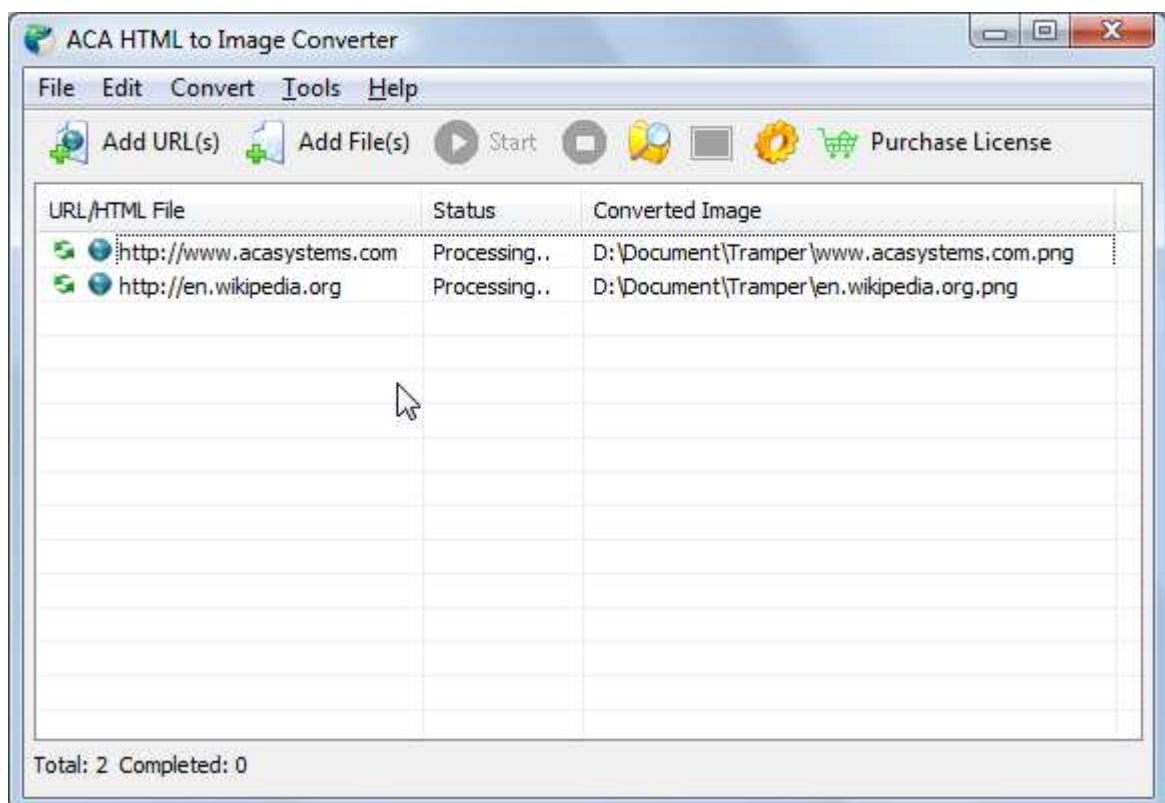 ACA HTML to Image Converter
File Edit Convert Tools Help
Add URL(s) Add File(s) Start Purchase License
URL/HTML File Status Converted Image
http://www.acasystems.com Processing.. D:\Document\Tramper\www.acasystems.com.png
http://en.wikipedia.org Processing.. D:\Document\Tramper\en.wikipedia.org.png
Total: 2 Completed: 0